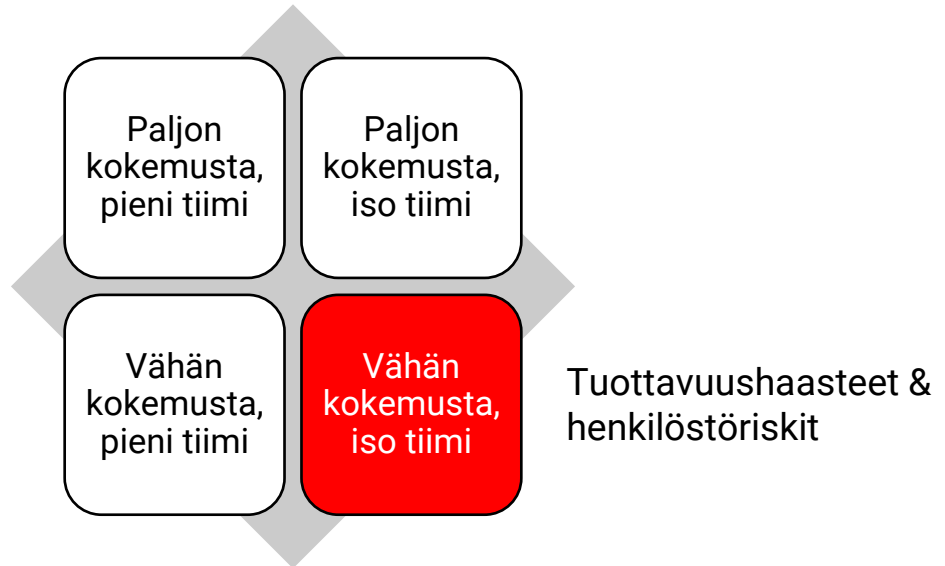 Paljon
kokemusta,
pieni tiimi
Paljon
kokemusta,
iso tiimi
Vähän
kokemusta,
pieni tiimi
Vähän
kokemusta,
iso tiimi
Tuottavuushaasteet &
henkilöstöriskit